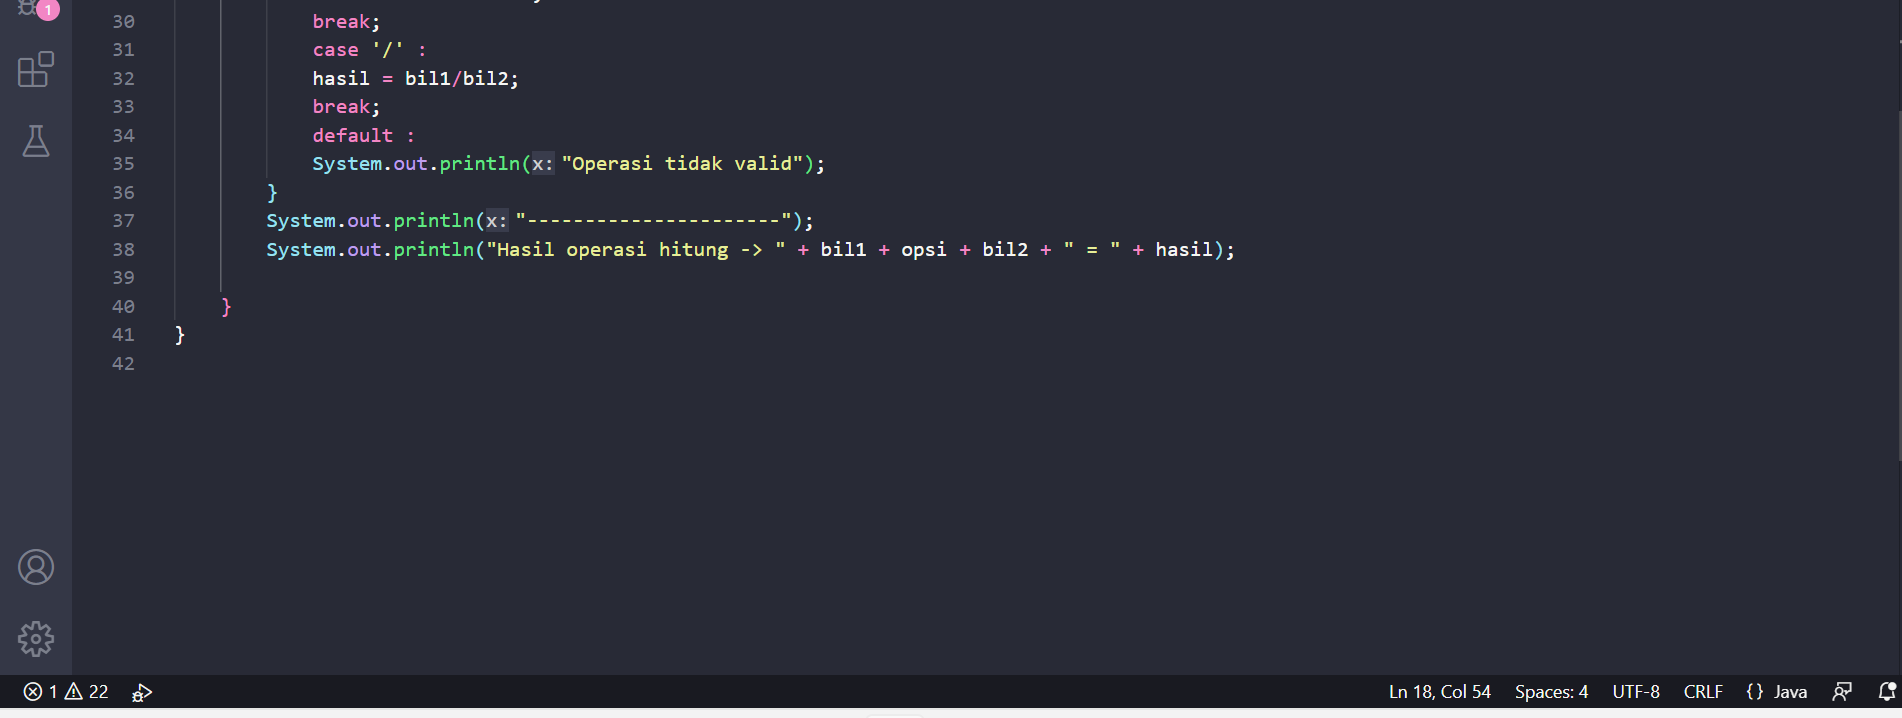 1
30 break;
31 case '/' :
32 hasil = bil1/bil2;
33 break;
34 default :
35 System.out.println(x: "Operasi tidak valid");
36 }
37 System.out.println(x: "----------------------");
38 System.out.println("Hasil operasi hitung -> " + bil1 + opsi + bil2 + " = " + hasil);
39
40 }
41 }
42
1 22 Ln 18, Col 54 Spaces: 4 UTF-8 CRLF {} Java